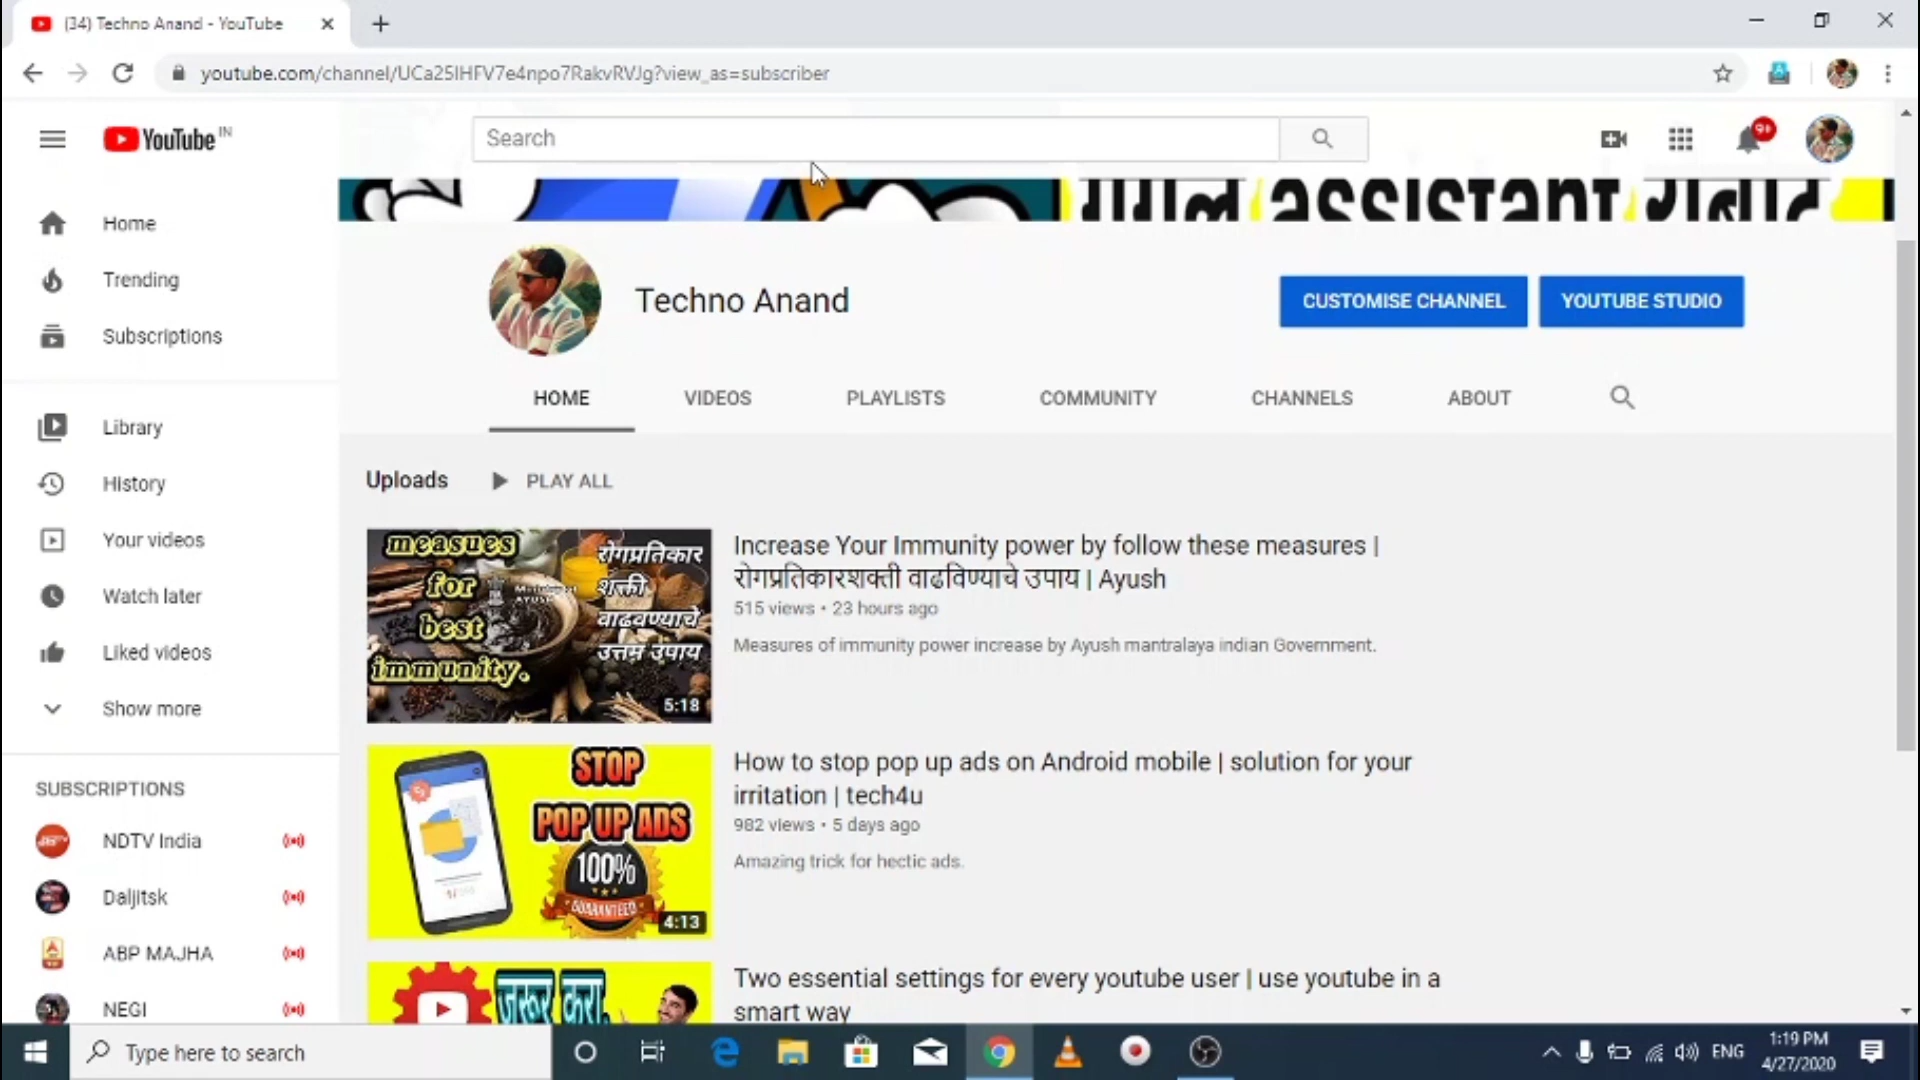 (34) Techno Anand - YouTube
youtube.com/channel/UCa25IHFV7e4npo7RakvRVJg?view_as=subscriber
YouTube IN
Search
9+
assistant
Techno Anand
CUSTOMISE CHANNEL
YOUTUBE STUDIO
HOME
VIDEOS
PLAYLISTS
COMMUNITY
CHANNELS
ABOUT
Home
Trending
Subscriptions
Library
History
Your videos
Watch later
Liked videos
Show more
SUBSCRIPTIONS
NDTV India
Daljitsk
ABP MAJHA
NEGI
Uploads
PLAY ALL
measues
for
best
immunity.
रोगप्रतिकार
शक्ती
वाढवण्याचे
उत्तम उपाय
5:18
Increase Your Immunity power by follow these measures |
रोगप्रतिकारशक्ती वाढविण्याचे उपाय | Ayush
515 views • 23 hours ago
Measures of immunity power increase by Ayush mantralaya indian Government.
STOP
POP UP ADS
100%
GUARANTEED
4:13
How to stop pop up ads on Android mobile | solution for your
irritation | tech4u
982 views • 5 days ago
Amazing trick for hectic ads.
जरूर करा.
Two essential settings for every youtube user | use youtube in a
smart way
Type here to search
ENG
1:19 PM
4/27/2020